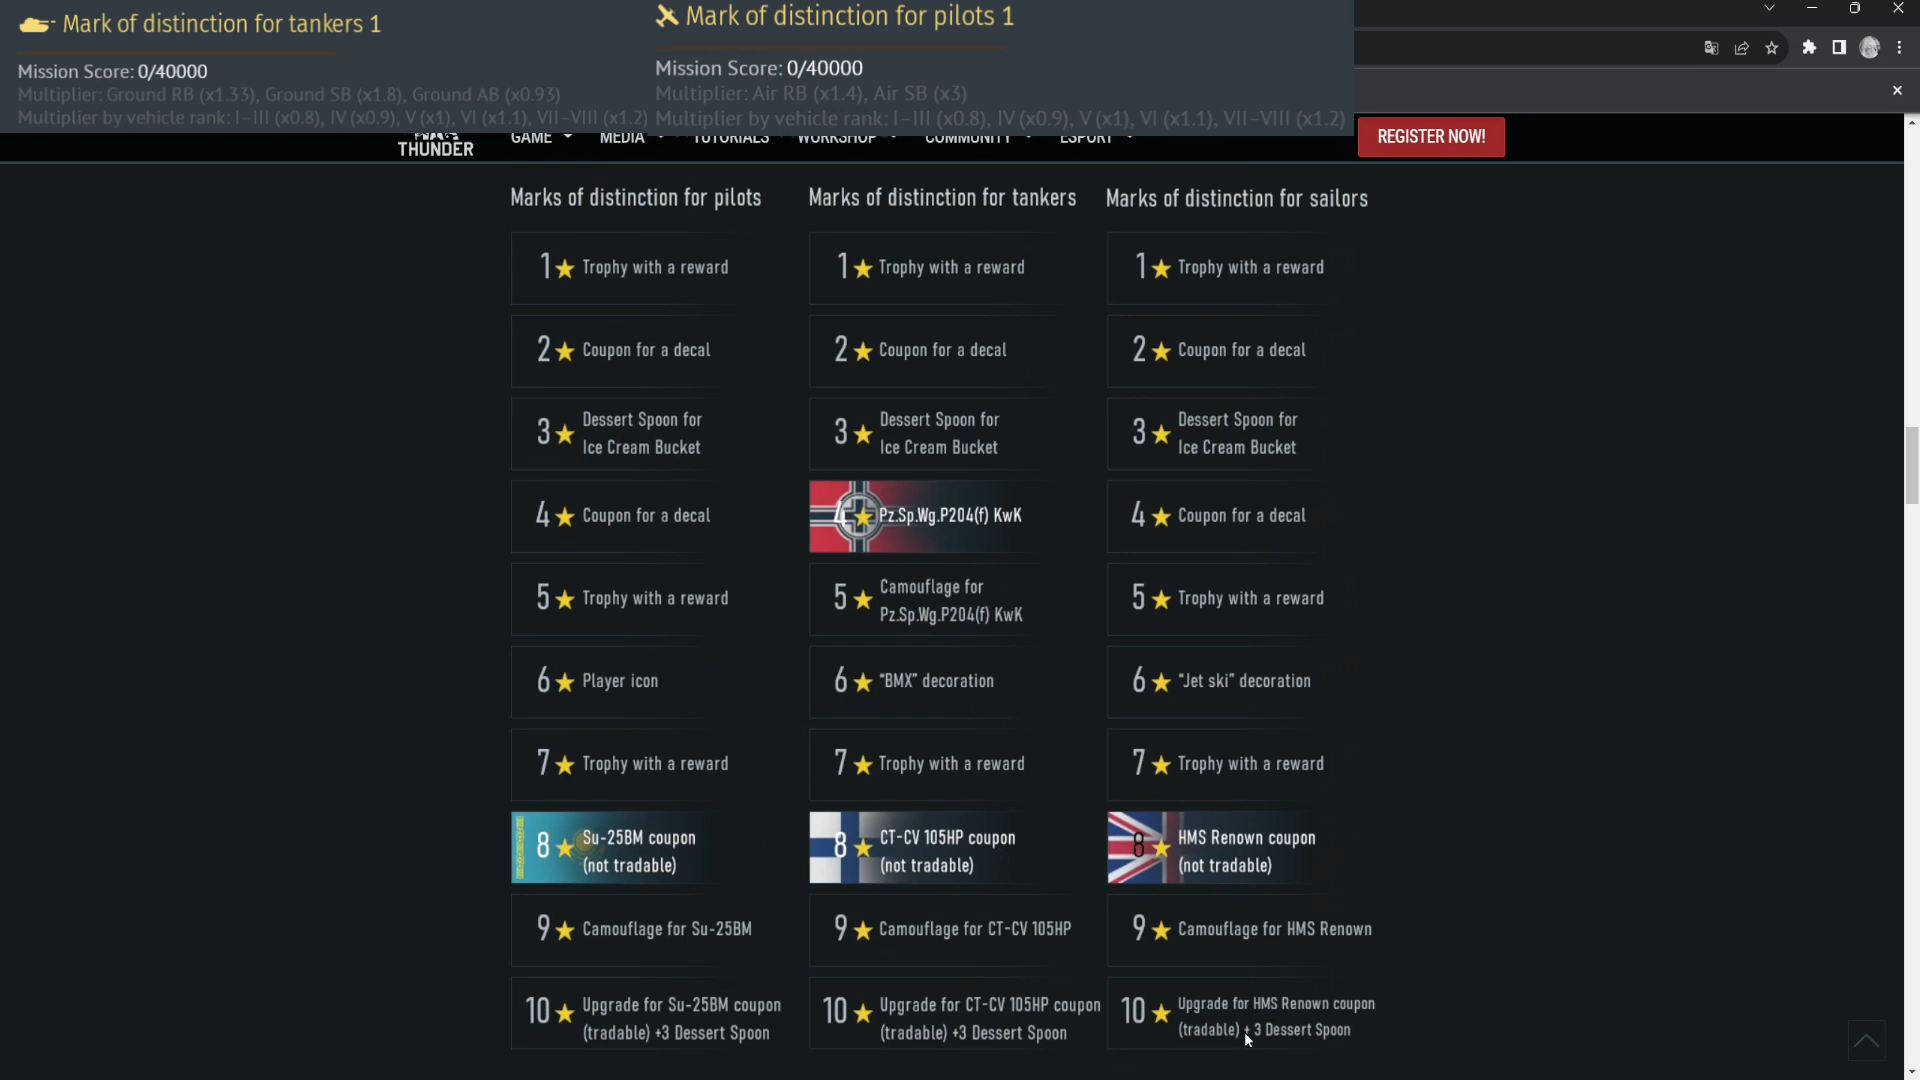 Mark of distinction for tankers 1
Mission Score: 0/40000
Multiplier: Ground RB (x1.33), Ground SB (x1.8), Ground AB (x0.93)
Multiplier by vehicle rank: I-III (x0.8), IV (x0.9), V (x1), VI (x1.1), VII-VIII (x1.2)
Mark of distinction for pilots 1
Mission Score: 0/40000
Multiplier: Air RB (x1.4), Air SB (x3)
Multiplier by vehicle rank: I-III (x0.8), IV (x0.9), V (x1), VI (x1.1), VII-VIII (x1.2)
THUNDER
GAME MEDIA TUTORIALS WORKSHOP COMMUNITY ESPORT
REGISTER NOW!
Marks of distinction for pilots
1 Trophy with a reward
2 Coupon for a decal
3 Dessert Spoon for
Ice Cream Bucket
4 Coupon for a decal
5 Trophy with a reward
6 Player icon
7 Trophy with a reward
8 Su-25BM coupon
(not tradable)
9 Camouflage for Su-25BM
10 Upgrade for Su-25BM coupon
(tradable) +3 Dessert Spoon
Marks of distinction for tankers
1 Trophy with a reward
2 Coupon for a decal
3 Dessert Spoon for
Ice Cream Bucket
4 Pz.Sp.Wg.P204(f) KwK
5 Camouflage for
Pz.Sp.Wg.P204(f) KwK
6 “BMX” decoration
7 Trophy with a reward
8 CT-CV 105HP coupon
(not tradable)
9 Camouflage for CT-CV 105HP
10 Upgrade for CT-CV 105HP coupon
(tradable) +3 Dessert Spoon
Marks of distinction for sailors
1 Trophy with a reward
2 Coupon for a decal
3 Dessert Spoon for
Ice Cream Bucket
4 Coupon for a decal
5 Trophy with a reward
6 “Jet ski” decoration
7 Trophy with a reward
8 HMS Renown coupon
(not tradable)
9 Camouflage for HMS Renown
10 Upgrade for HMS Renown coupon
(tradable) + 3 Dessert Spoon